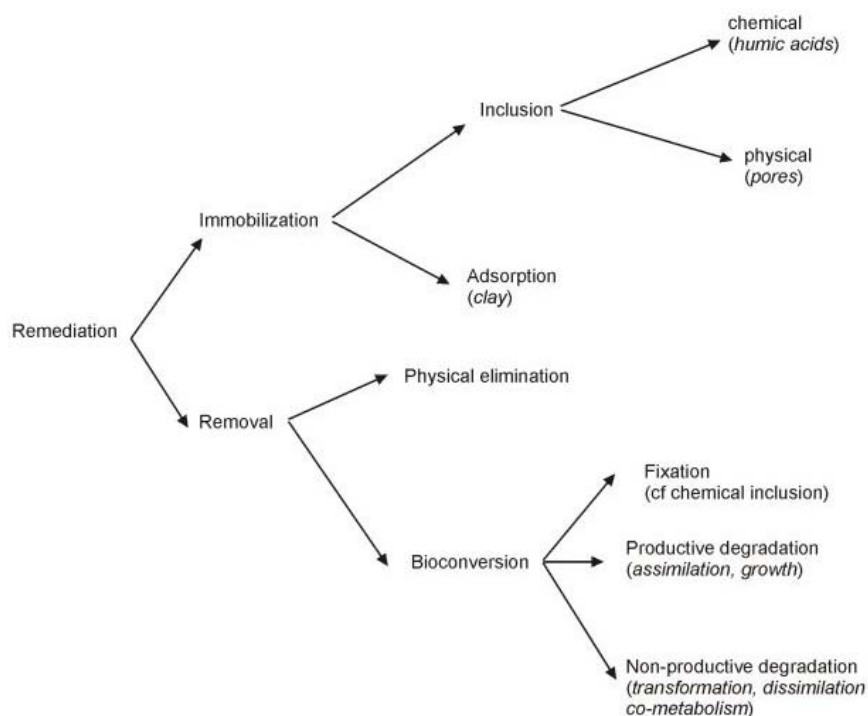 chemical
(humic acids)
Inclusion
physical
(pores)
Immobilization
Adsorption
(clay)
Remediation
Physical elimination
Removal
Fixation
(cf chemical inclusion)
Bioconversion
Productive degradation
(assimilation, growth)
Non-productive degradation
(transformation, dissimilation
co-metabolism)